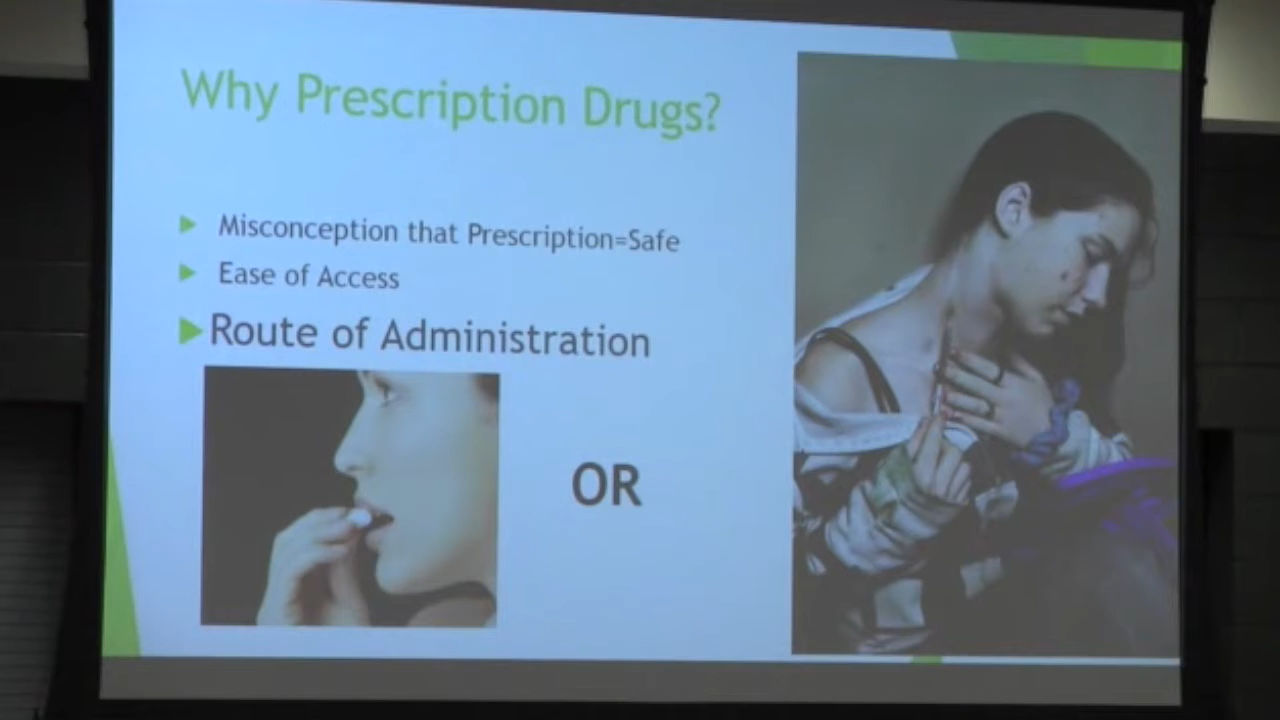 Why Prescription Drugs?
Misconception that Prescription=Safe
Ease of Access
Route of Administration
OR